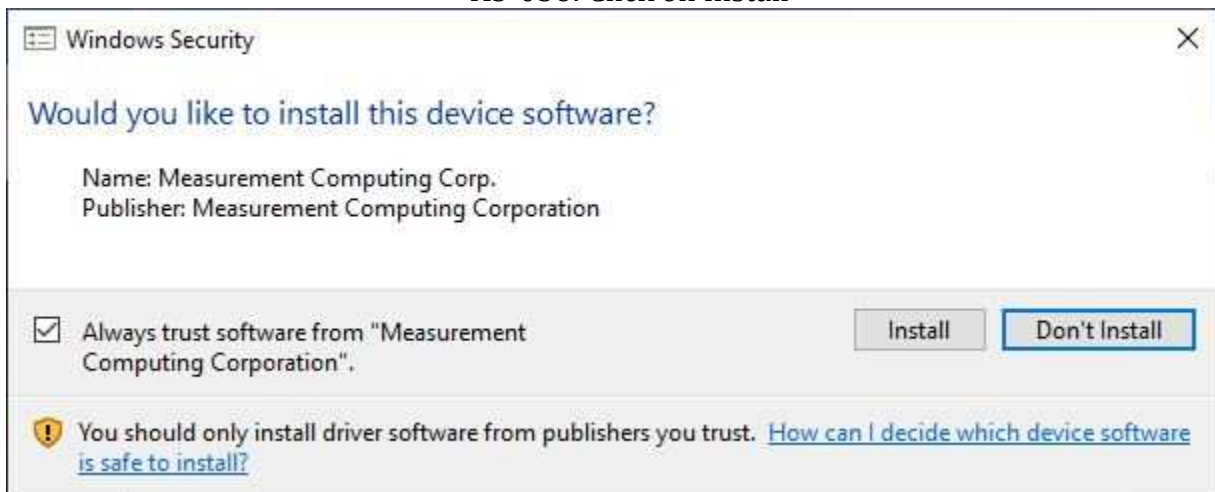 Windows Security
Would you like to install this device software?
Name: Measurement Computing Corp.
Publisher: Measurement Computing Corporation
Always trust software from "Measurement
Computing Corporation".
Install
Don't Install
You should only install driver software from publishers you trust. How can I decide which device software
is safe to install?